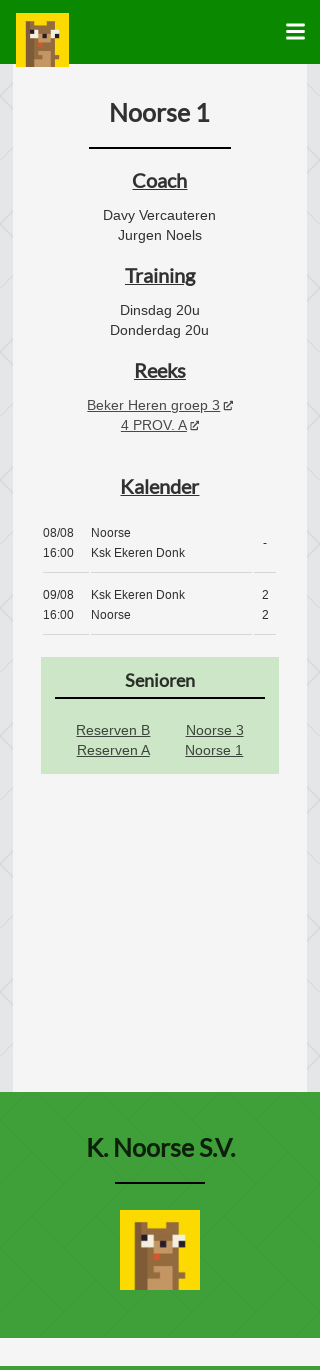 Noorse 1
Coach
Davy Vercauteren
Jurgen Noels
Training
Dinsdag 20u
Donderdag 20u
Reeks
Beker Heren groep 3
4 PROV. A
Kalender
08/08 Noorse
-
16:00 Ksk Ekeren Donk
09/08 Ksk Ekeren Donk 2
16:00 Noorse 2
Senioren
Reserven B Noorse 3
Reserven A Noorse 1
K. Noorse S.V.